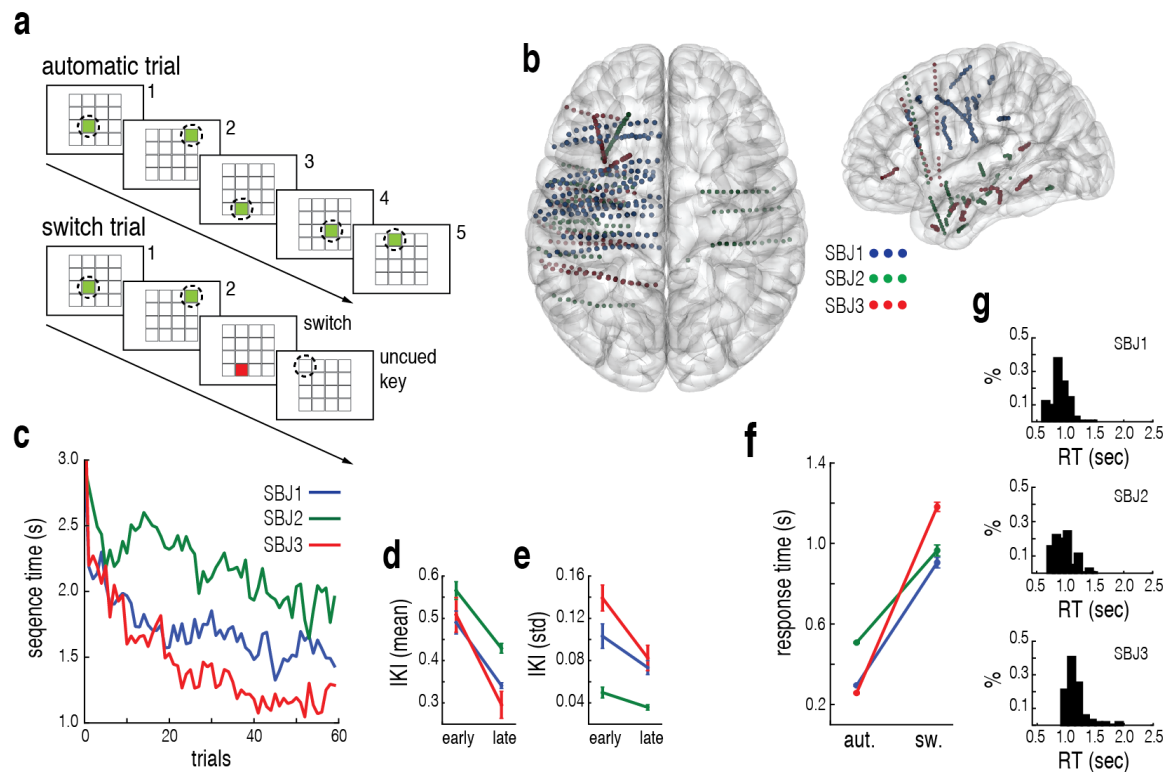 a
automatic trial
1
2
3
4
5
switch trial
1
2
switch
uncued
key
b
SBJ1
SBJ2
SBJ3
c
3.0
2.5
2.0
1.5
1.0
seqence time (s)
0
20
40
60
trials
SBJ1
SBJ2
SBJ3
d
0.6
0.5
0.4
0.3
IKI (mean)
early
late
e
0.16
0.12
0.08
0.04
IKI (std)
early
late
f
1.4
1.0
0.6
0.2
response time (s)
aut.
sw.
g
SBJ1
0.5
0.3
0.1
%
0.5 1.0 1.5 2.0 2.5
RT (sec)
SBJ2
0.5
0.3
0.1
%
0.5 1.0 1.5 2.0 2.5
RT (sec)
SBJ3
0.5
0.3
0.1
%
0.5 1.0 1.5 2.0 2.5
RT (sec)